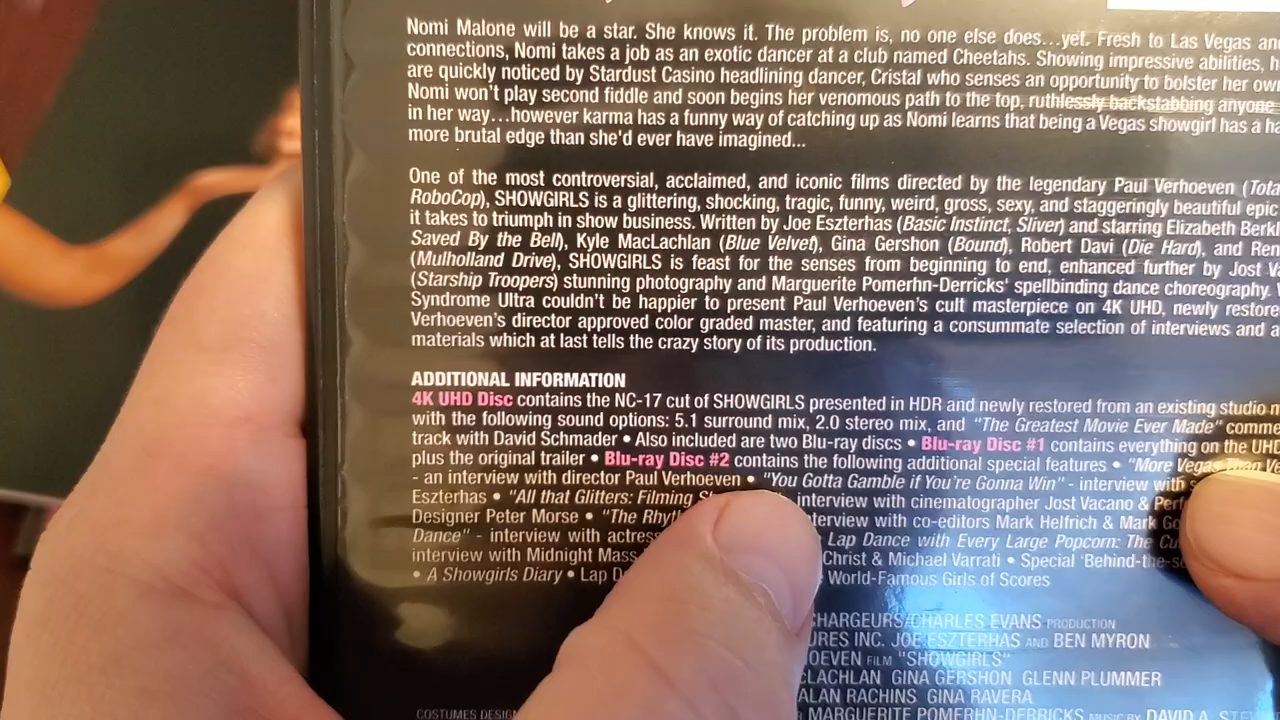 Nomi Malone will be a star. She knows it. The problem is, no one else does...yet. Fresh to Las Vegas
connections, Nomi takes a job as an exotic dancer at a club named Cheetahs. Showing impressive abilities,
are quickly noticed by Stardust Casino headlining dancer, Cristal who senses an opportunity to bolster her
Nomi won't play second fiddle and soon begins her venomous path to the top, ruthlessly backstabbing anyone
in her way...however karma has a funny way of catching up as Nomi learns that being a Vegas showgirl has a
more brutal edge than she'd ever have imagined...
One of the most controversial, acclaimed, and iconic films directed by the legendary Paul Verhoeven (
RoboCop), SHOWGIRLS is a glittering, shocking, tragic, funny, weird, gross, sexy, and staggeringly beautiful epic
it takes to triumph in show business. Written by Joe Eszterhas (Basic Instinct, Sliver) and starring Elizabeth
Saved By the Bell), Kyle MacLachlan (Blue Velvet), Gina Gershon (Bound), Robert Davi (Die Hard), and
(Mulholland Drive), SHOWGIRLS is feast for the senses from beginning to end, enhanced further by Jost
(Starship Troopers) stunning photography and Marguerite Pomerhn-Derricks' spellbinding dance choreography.
Syndrome Ultra couldn't be happier to present Paul Verhoeven's cult masterpiece on 4K UHD, newly
Verhoeven's director approved color graded master, and featuring a consummate selection of interviews and
materials which at last tells the crazy story of its production.
ADDITIONAL INFORMATION
4K UHD Disc contains the NC-17 cut of SHOWGIRLS presented in HDR and newly restored from an existing studio
with the following sound options: 5.1 surround mix, 2.0 stereo mix, and "The Greatest Movie Ever Made"
track with David Schmader • Also included are two Blu-ray discs • Blu-ray Disc #1 contains everything on the UHD
plus the original trailer • Blu-ray Disc #2 contains the following additional special features • "More Vegas Than
- an interview with director Paul Verhoeven • "You Gotta Gamble if You're Gonna Win" - interview with
Eszterhas • "All that Glitters: Filming interview with cinematographer Jost Vacano &
Designer Peter Morse • "The interview with co-editors Mark Helfrich & Mark
Dance" - interview with actress Lap Dance with Every Large Popcorn: The
interview with Midnight Mass Christ & Michael Varrati • Special 'Behind-the-
• A Showgirls Diary • Lap World-Famous Girls of Scores
CHARGEURS/CHARLES EVANS PRODUCTION
INC. JOE ESZTERHAS AND BEN MYRON
FILM "SHOWGIRLS"
GINA GERSHON GLENN PLUMMER
ALAN RACHINS GINA RAVERA
COSTUMES MARGUERITE POMERHN-DERRICKS MUSIC BY DAVID A.